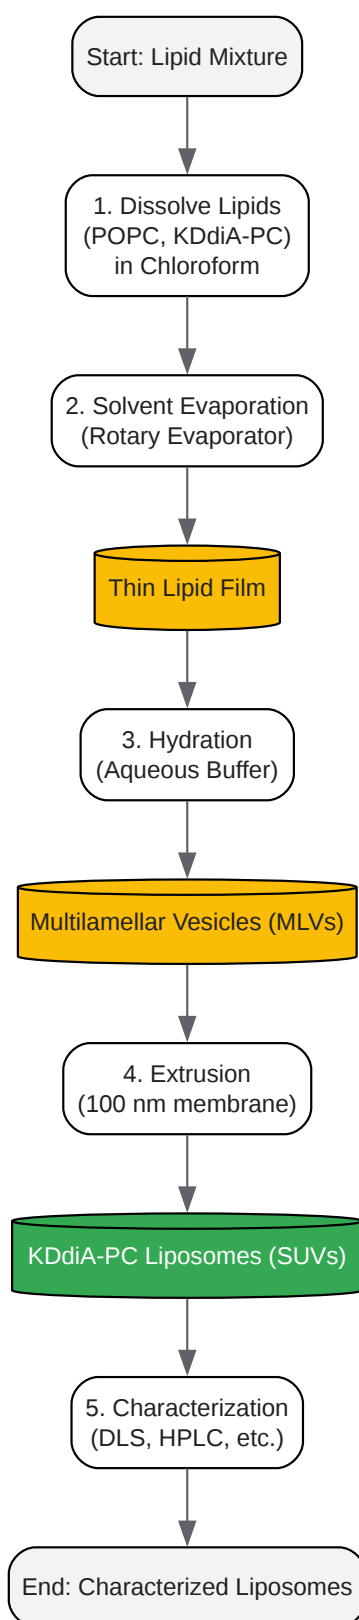 Start: Lipid Mixture
1. Dissolve Lipids
(POPC, KDdiA-PC)
in Chloroform
2. Solvent Evaporation
(Rotary Evaporator)
Thin Lipid Film
3. Hydration
(Aqueous Buffer)
Multilamellar Vesicles (MLVs)
4. Extrusion
(100 nm membrane)
KDdiA-PC Liposomes (SUVs)
5. Characterization
(DLS, HPLC, etc.)
End: Characterized Liposomes